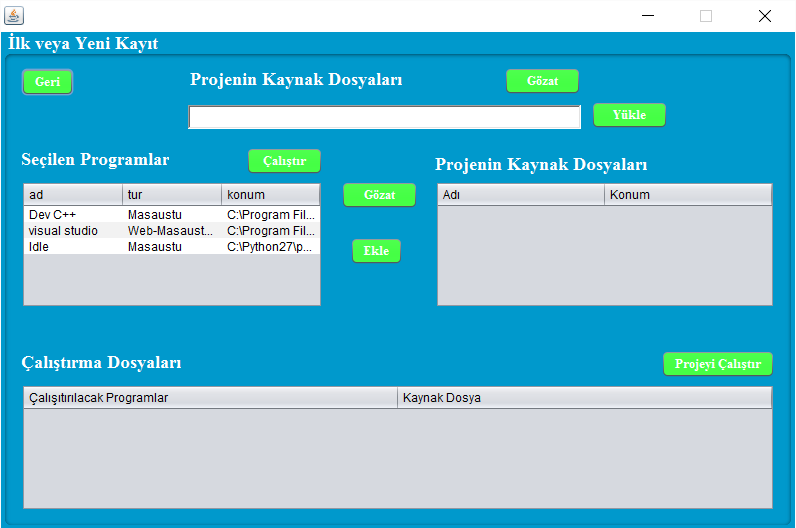 İlk veya Yeni Kayıt
Geri
Projenin Kaynak Dosyaları
Gözat
Yükle
Seçilen Programlar
Çalıştır
ad tur konum
Dev C++ Masaustu C:\Program Fil...
visual studio Web-Masaust... C:\Program Fil...
Idle Masaustu C:\Python27\p...
Gözat
Ekle
Projenin Kaynak Dosyaları
Adı Konum
Çalıştırma Dosyaları
Projeyi Çalıştır
Çalışıtırılacak Programlar Kaynak Dosya